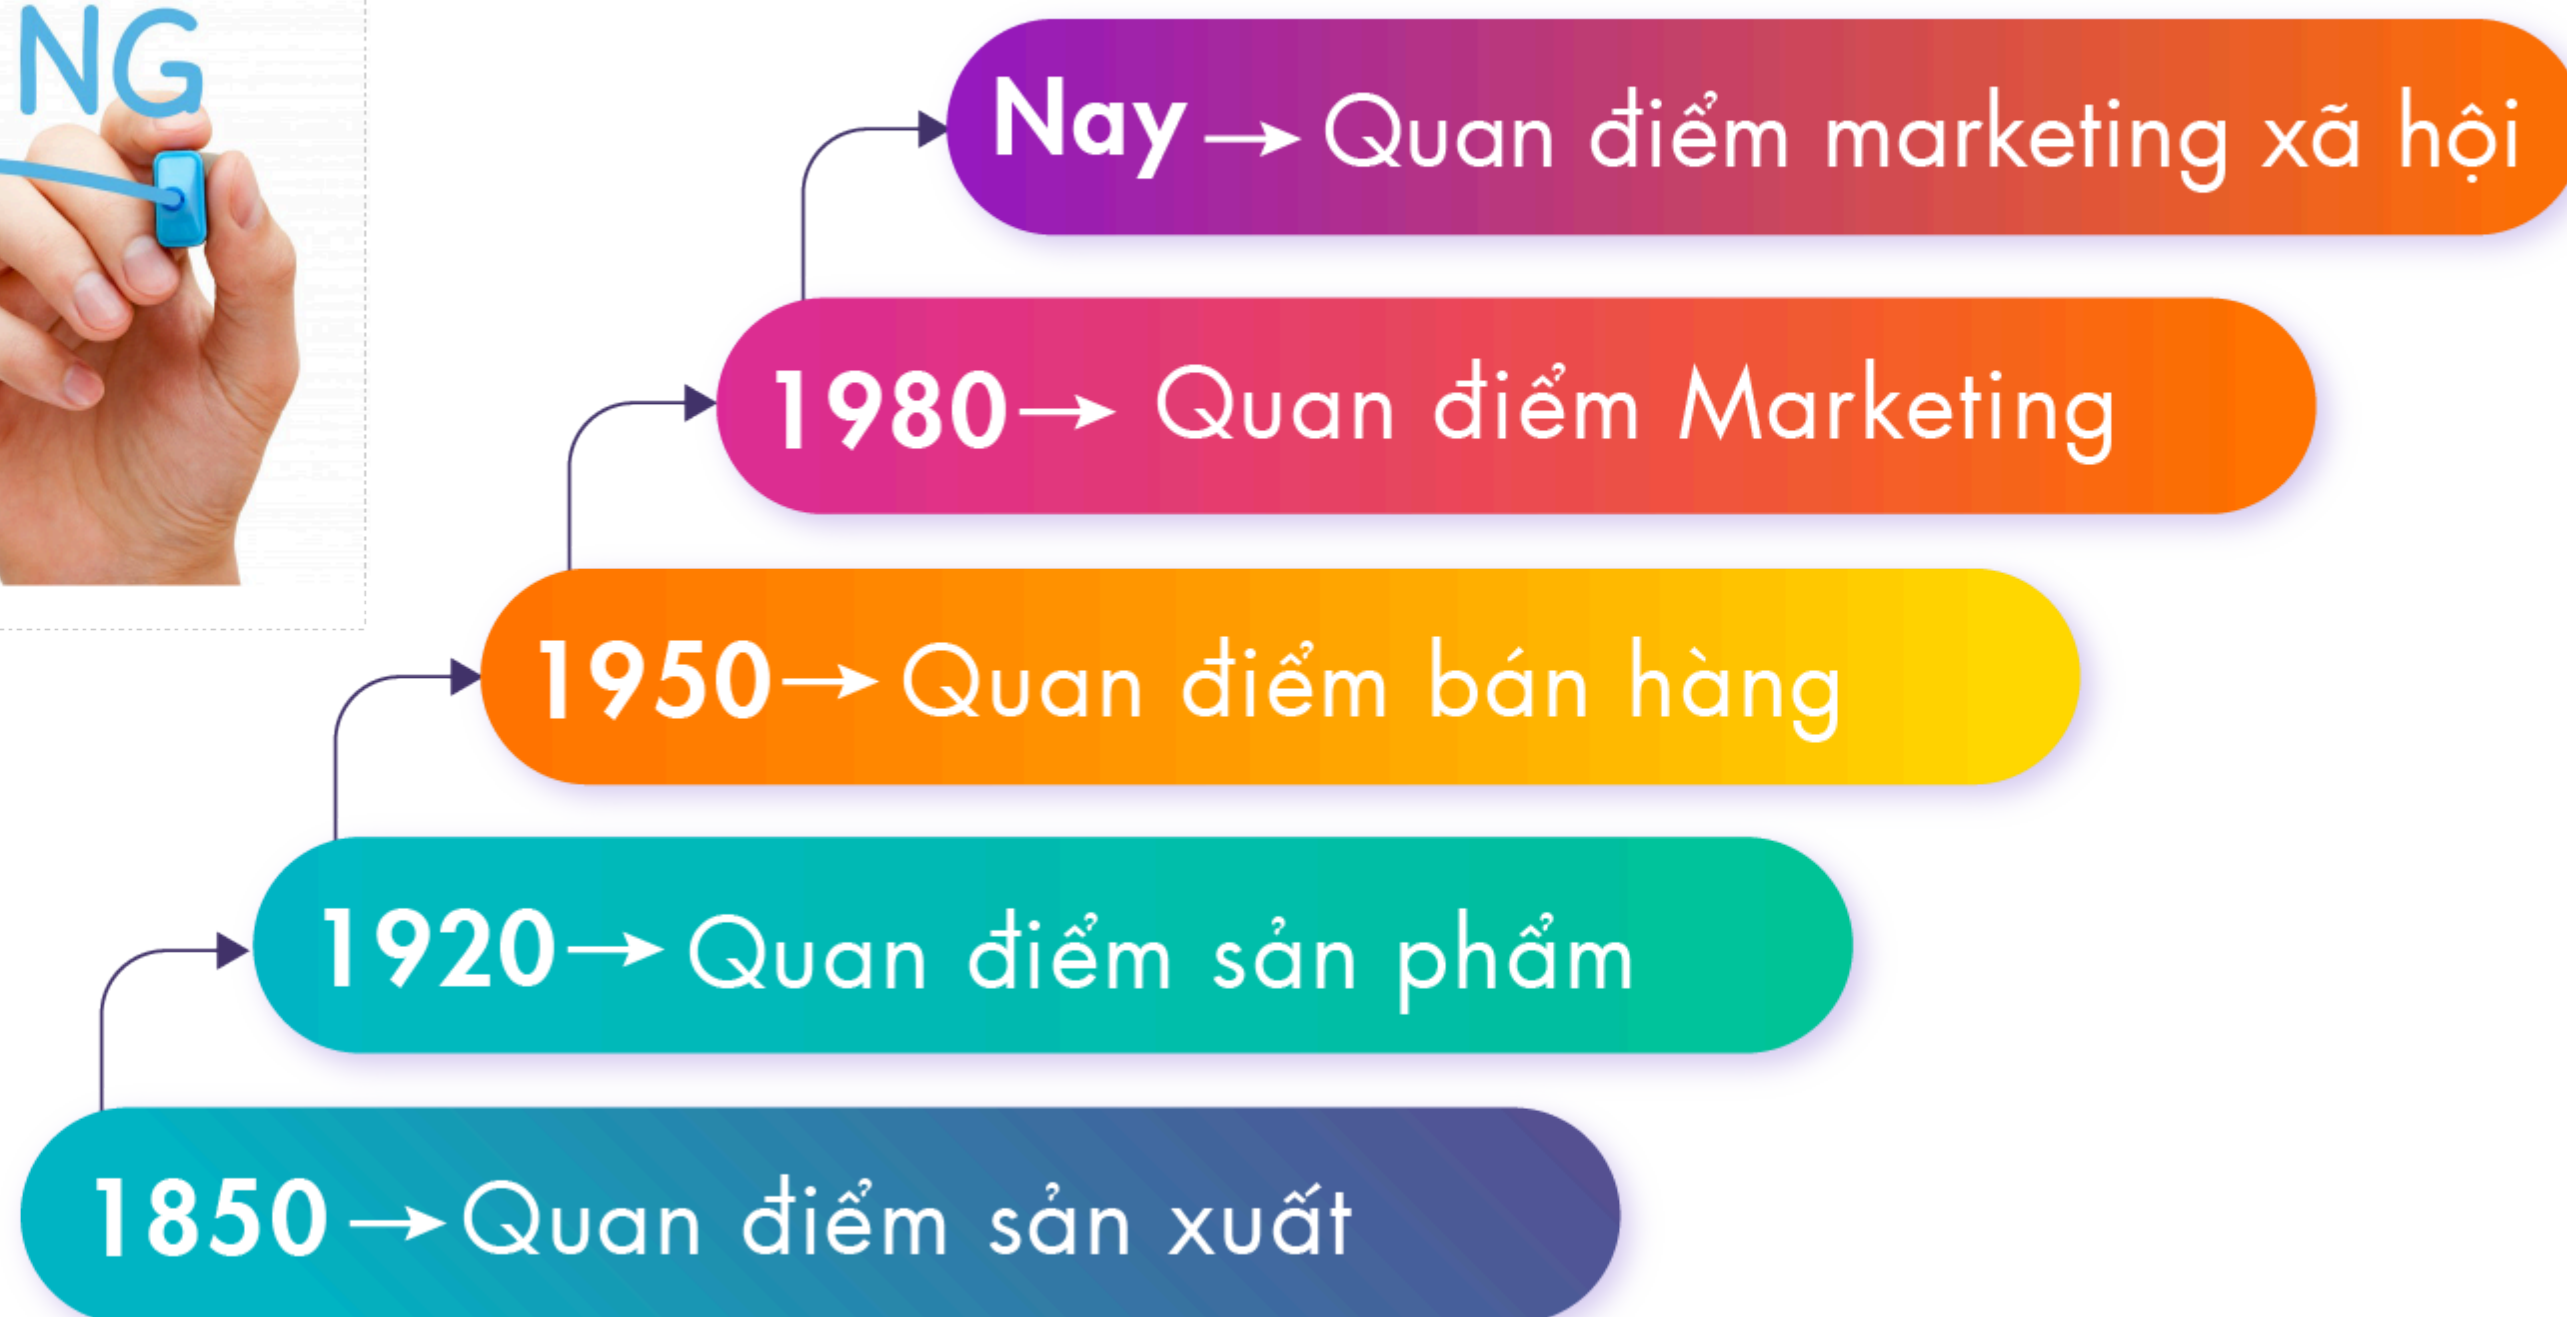 NG
Nay → Quan điểm marketing xã hội
1980 → Quan điểm Marketing
1950 → Quan điểm bán hàng
1920 → Quan điểm sản phẩm
1850 → Quan điểm sản xuất